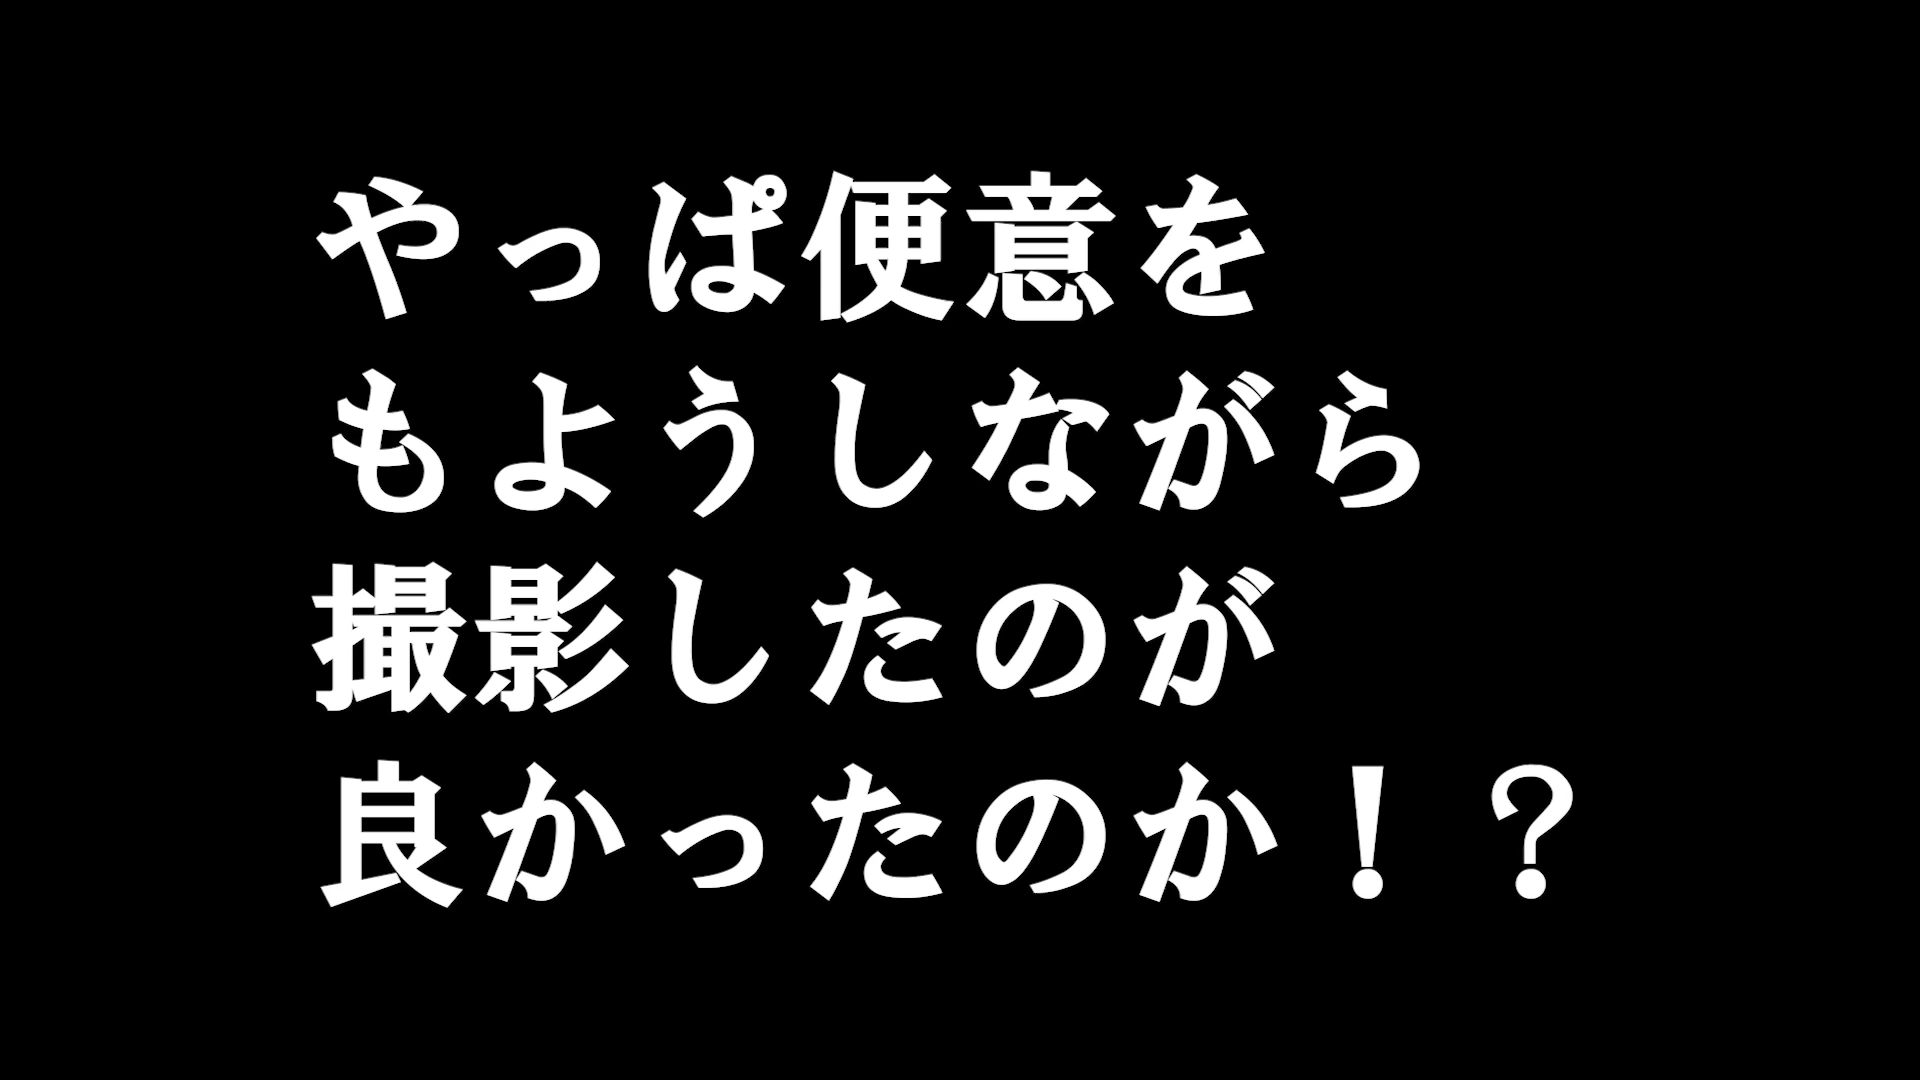 やっぱ便意を
もようしながら
撮影したのが
良かったのか！？